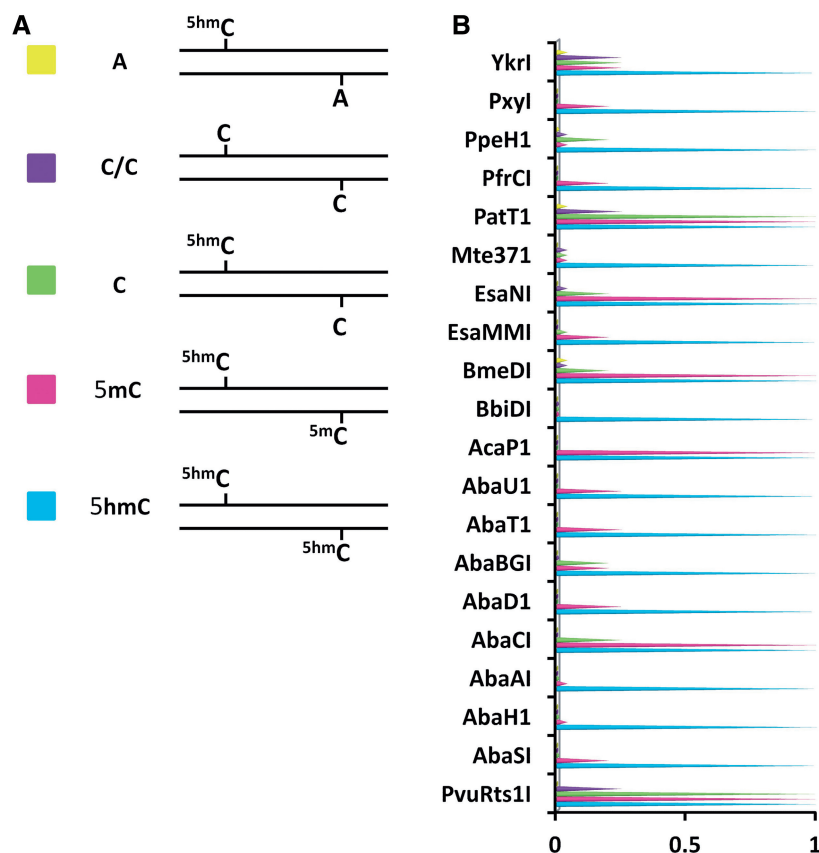 A
A
5hmC
A
C/C
C
C
C
5hmC
C
5mC
5hmC
5mC
5hmC
5hmC
5hmC
B
YkrI
PxyI
PpeH1
PfrCI
PatT1
Mte371
EsaNI
EsaMMI
BmeDI
BbiDI
AcaP1
AbaU1
AbaT1
AbaBGI
AbaD1
AbaCI
AbaAI
AbaH1
AbaSI
PvuRts1I
0 0.5 1